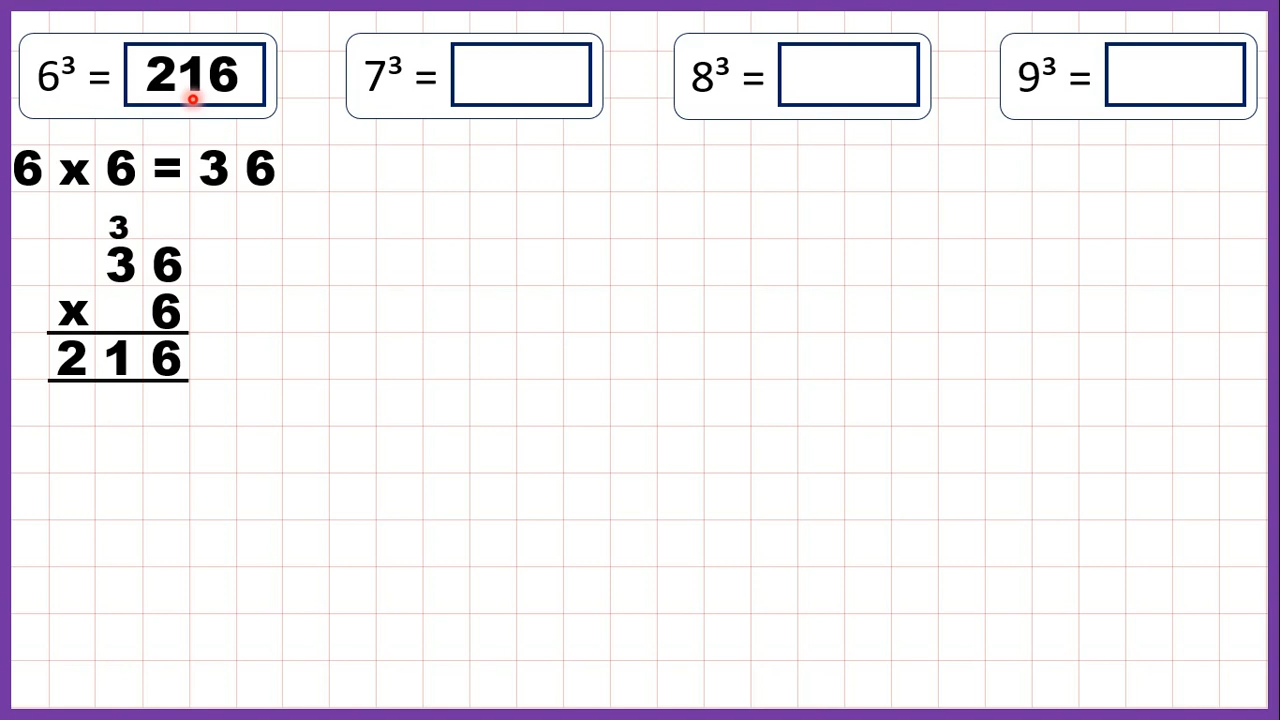 6³ = 216
7³ =
8³ =
9³ =
6 x 6 = 3 6
3
3 6
x 6
2 1 6